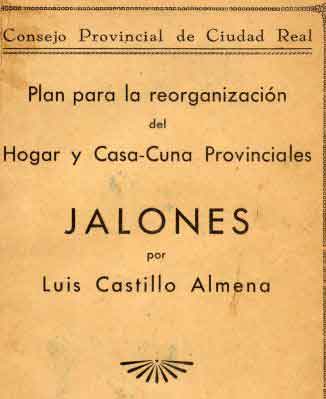 Consejo Provincial de Ciudad Real
Plan para la reorganización
del
Hogar y Casa-Cuna Provinciales
JALONES
por
Luis Castillo Almena